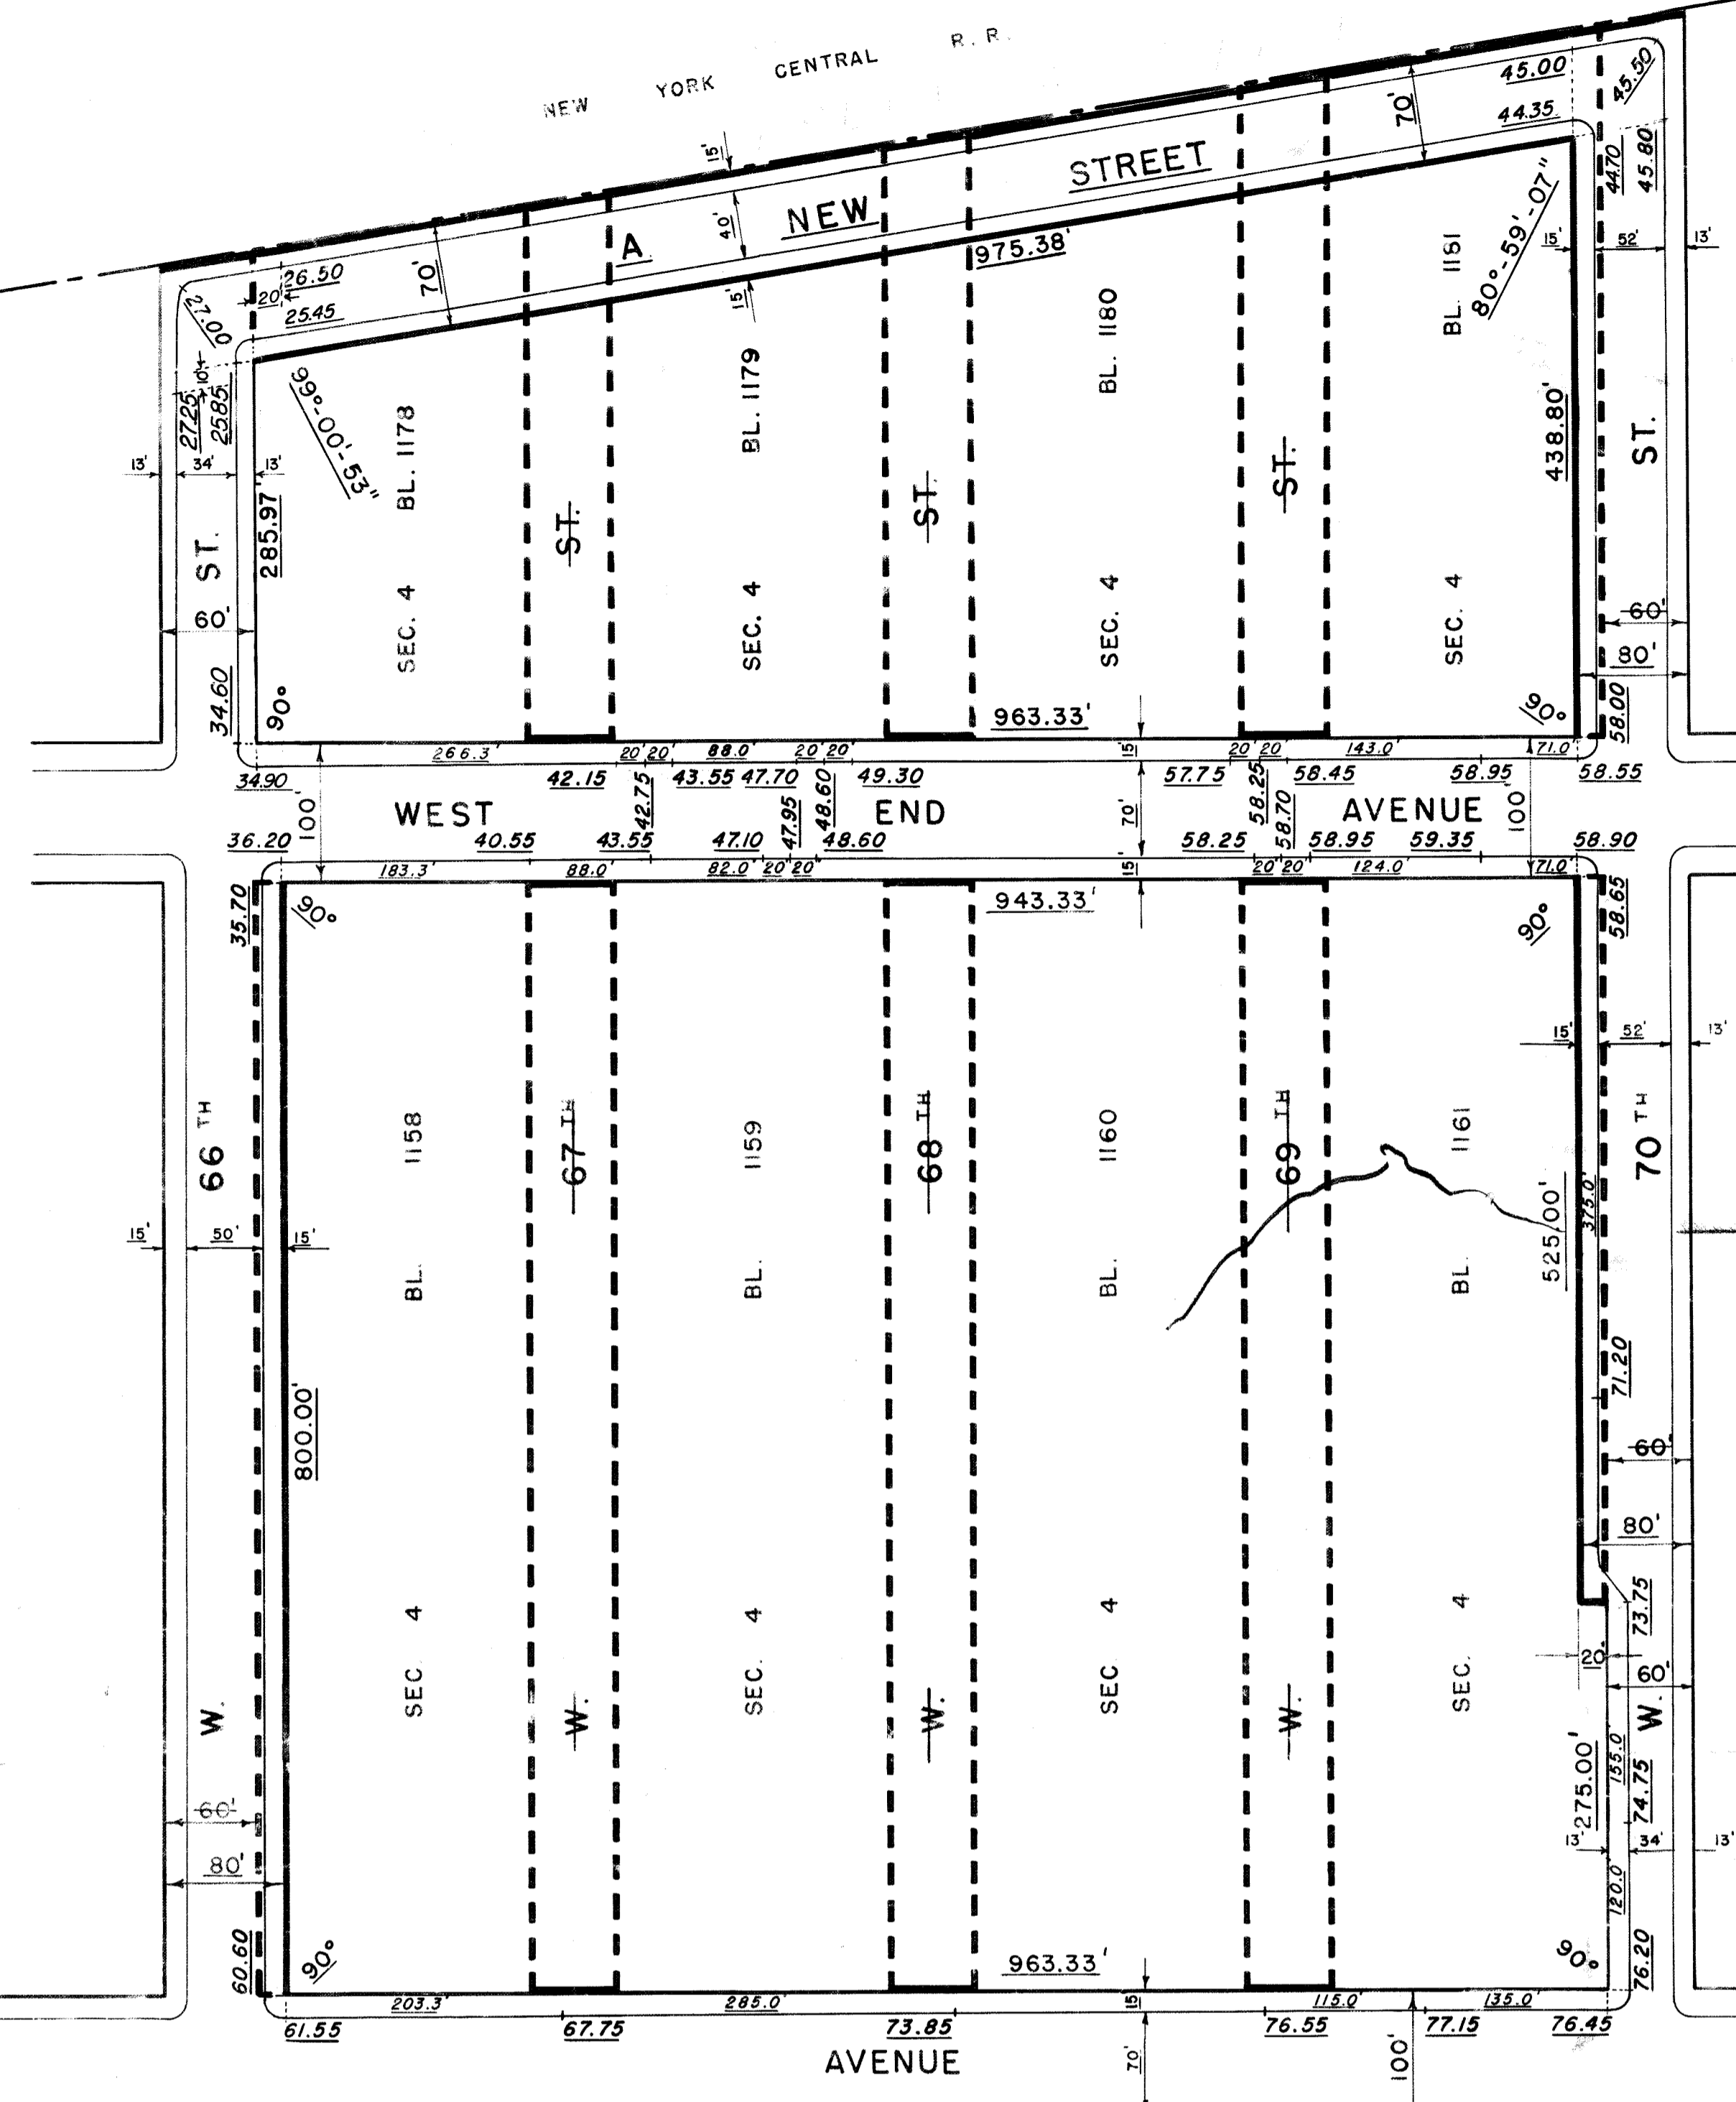 NEW YORK CENTRAL R. R.
45.00
45.50
44.35
70'
15'
40'
A NEW STREET
975.38'
15'
70'
26.50
20'
25.45
27.00
10'
27.25
25.85
44.70
45.80
80°-59'-07"
99°-00'-53"
15' 52' 13'
13' 34' 13'
285.97'
438.80'
BL. 1178
BL. 1179
BL. 1180
BL. 1181
ST.
ST.
ST.
ST.
ST.
SEC. 4
SEC. 4
SEC. 4
SEC. 4
60'
60'
80'
34.60
58.00
90°
90°
963.33'
266.3' 20' 20' 88.0' 20' 20' 15' 20' 20' 143.0' 71.0'
34.90 42.15 42.75 43.55 47.70 47.95 48.60 49.30 57.75 58.25 58.70 58.45 58.95 58.55
100'
WEST END AVENUE
70'
100'
36.20 40.55 43.55 47.10 48.60 58.25 58.95 59.35 58.90
183.3' 88.0' 82.0' 20' 20' 15' 20' 20' 124.0' 71.0'
943.33'
35.70
58.65
90°
90°
15' 52' 13'
66TH
1158
67TH
1159
68TH
1160
69TH
1161
70TH
15' 50' 15'
BL.
BL.
BL.
BL.
525.00'
375.0'
71.20
800.00'
60'
80'
73.75
SEC. 4
SEC. 4
SEC. 4
SEC. 4
20'
60'
W.
W.
W.
W.
W.
275.00'
155.0'
74.75
13' 34' 13'
60'
80'
120.0'
60.60
76.20
90°
90°
963.33'
203.3' 285.0' 15' 115.0' 135.0'
61.55 67.75 73.85 76.55 77.15 76.45
AVENUE
70'
100'